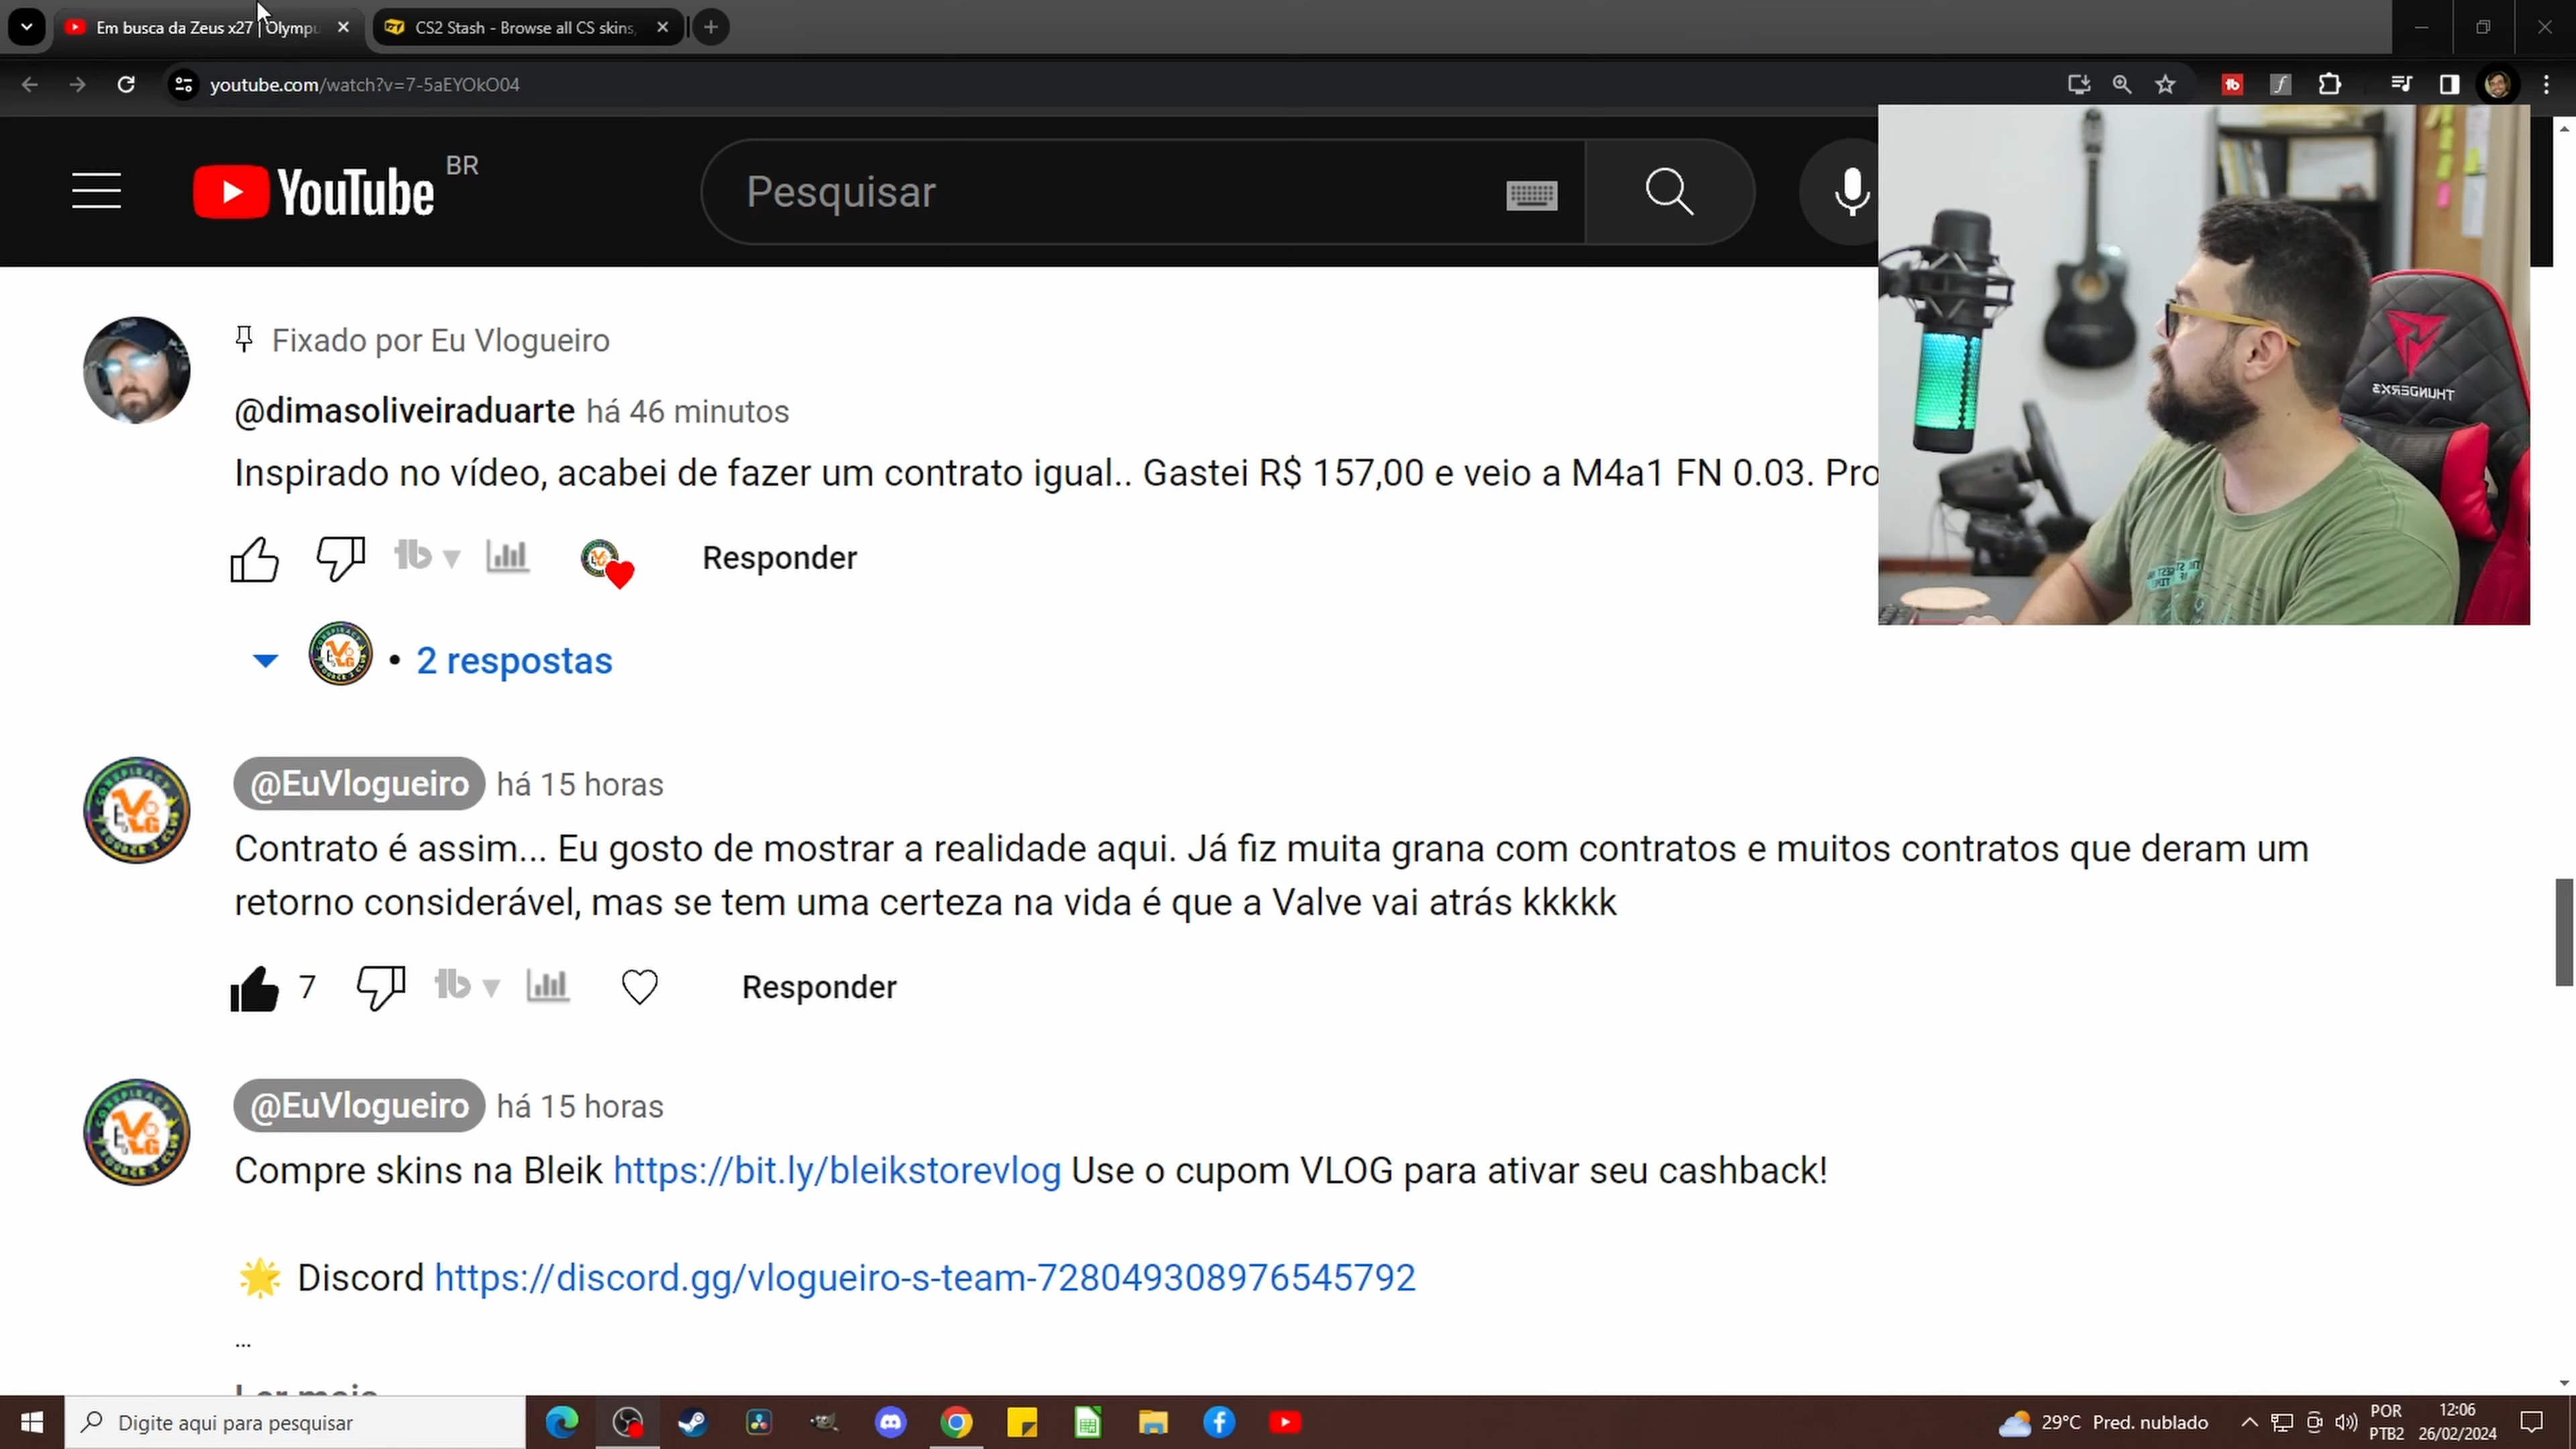 Em busca da Zeus x27 | Olympu
CS2 Stash - Browse all CS skins,
youtube.com/watch?v=7-5aEYOkO04
YouTube BR
Pesquisar
THUNDERX3
Fixado por Eu Vlogueiro
@dimasoliveiraduarte há 46 minutos
Inspirado no vídeo, acabei de fazer um contrato igual.. Gastei R$ 157,00 e veio a M4a1 FN 0.03. Pro
Responder
2 respostas
@EuVlogueiro há 15 horas
Contrato é assim... Eu gosto de mostrar a realidade aqui. Já fiz muita grana com contratos e muitos contratos que deram um
retorno considerável, mas se tem uma certeza na vida é que a Valve vai atrás kkkkk
7 Responder
@EuVlogueiro há 15 horas
Compre skins na Bleik https://bit.ly/bleikstorevlog Use o cupom VLOG para ativar seu cashback!
🌟 Discord https://discord.gg/vlogueiro-s-team-728049308976545792
...
Ler mais
Digite aqui para pesquisar
29°C Pred. nublado
POR
PTB2
12:06
26/02/2024